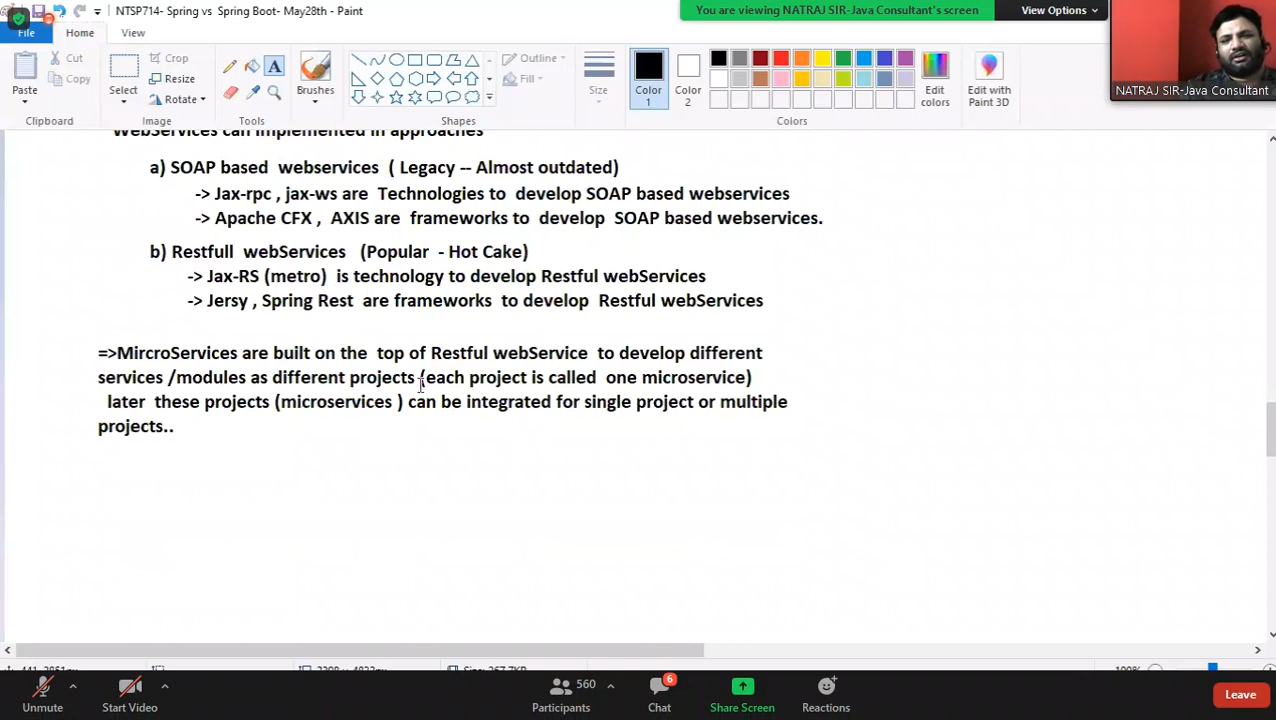 NTSP714- Spring vs Spring Boot- May28th - Paint
You are viewing NATRAJ SIR-Java Consultant's screen
View Options
File
Home
View
Paste
Cut
Copy
Clipboard
Select
Crop
Resize
Rotate
Image
A
Tools
Brushes
Outline
Fill
Shapes
Size
Color
1
Color
2
Edit
colors
Colors
Edit with
Paint 3D
NATRAJ SIR-Java Consultant
WebServices can implemented in approaches
a) SOAP based webservices ( Legacy -- Almost outdated)
-> Jax-rpc , jax-ws are Technologies to develop SOAP based webservices
-> Apache CFX , AXIS are frameworks to develop SOAP based webservices.
b) Restfull webServices (Popular - Hot Cake)
-> Jax-RS (metro) is technology to develop Restful webServices
-> Jersy , Spring Rest are frameworks to develop Restful webServices
=>MircroServices are built on the top of Restful webService to develop different
services /modules as different projects (each project is called one microservice)
later these projects (microservices ) can be integrated for single project or multiple
projects..
100%
Unmute
Start Video
560
Participants
6
Chat
Share Screen
Reactions
Leave